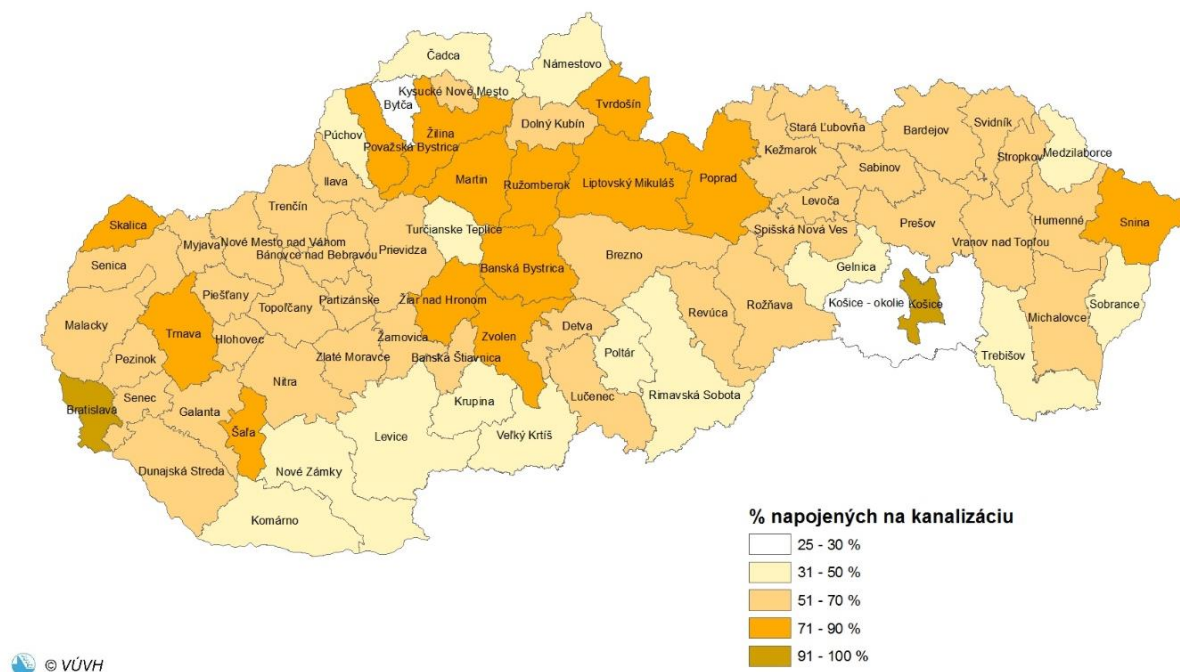 Čadca
Námestovo
Kysucké Nové Mesto
Bytča
Tvrdošín
Púchov
Žilina
Dolný Kubín
Považská Bystrica
Stará Ľubovňa
Bardejov
Svidník
Kežmarok
Stropkov
Medzilaborce
Sabinov
Ilava
Martin
Ružomberok
Liptovský Mikuláš
Poprad
Levoča
Trenčín
Prešov
Humenné
Snina
Skalica
Turčianske Teplice
Spišská Nová Ves
Myjava
Nové Mesto nad Váhom
Prievidza
Vranov nad Topľou
Bánovce nad Bebravou
Brezno
Senica
Banská Bystrica
Gelnica
Piešťany
Partizánske
Žiar nad Hronom
Košice - okolie
Košice
Sobrance
Topoľčany
Rožňava
Revúca
Michalovce
Malacky
Trnava
Zvolen
Detva
Hlohovec
Žarnovica
Poltár
Trebišov
Pezinok
Zlaté Moravce
Banská Štiavnica
Nitra
Rimavská Sobota
Senec
Lučenec
Bratislava
Galanta
Krupina
Šaľa
Levice
Veľký Krtíš
Dunajská Streda
Nové Zámky
Komárno
% napojených na kanalizáciu
25 - 30 %
31 - 50 %
51 - 70 %
71 - 90 %
91 - 100 %
© VÚVH